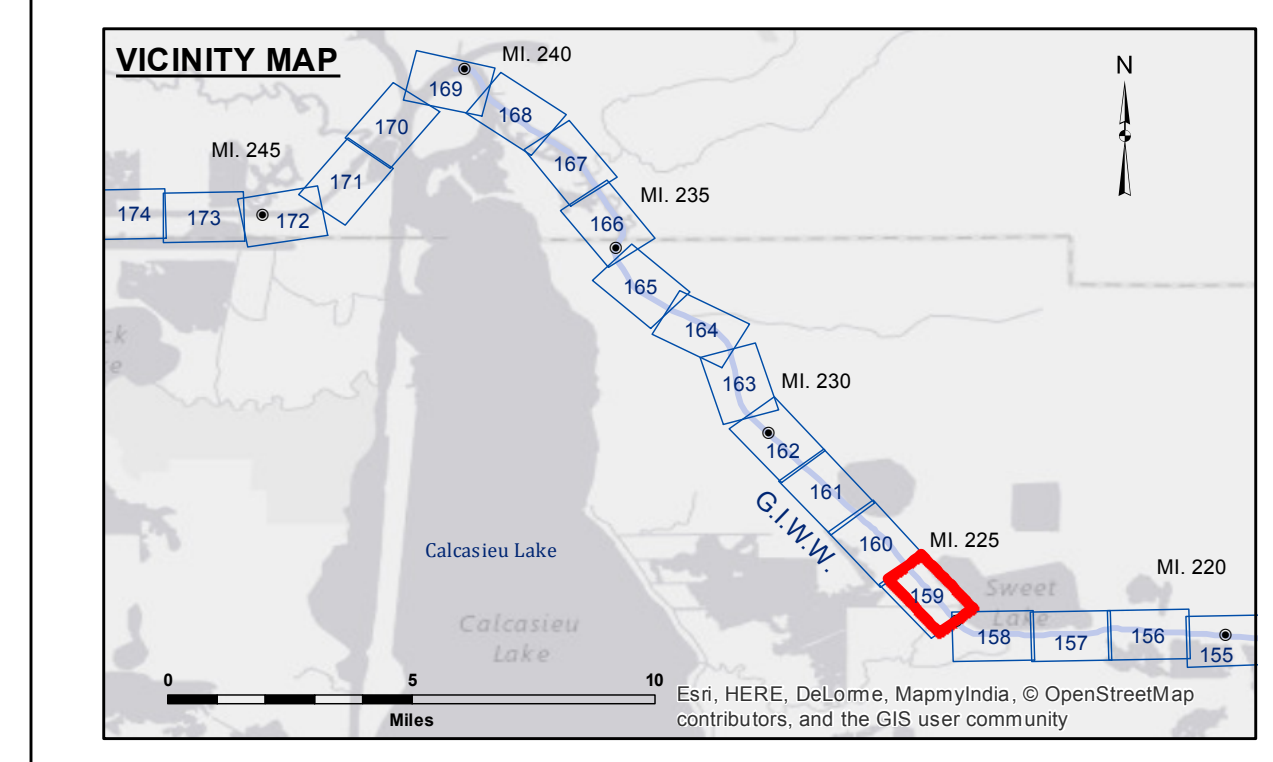 VICINITY MAP
N
MI. 240
169
168
170
167
MI. 245
171
MI. 235
174
173
172
166
165
164
163
MI. 230
162
161
G.I.W.W.
160
MI. 225
Calcasieu Lake
159
Sweet
Lake
MI. 220
158
157
156
155
Calcasieu
Lake
ck
e
0 5 10
Miles
Esri, HERE, DeLorme, MapmyIndia, © OpenStreetMap
contributors, and the GIS user community